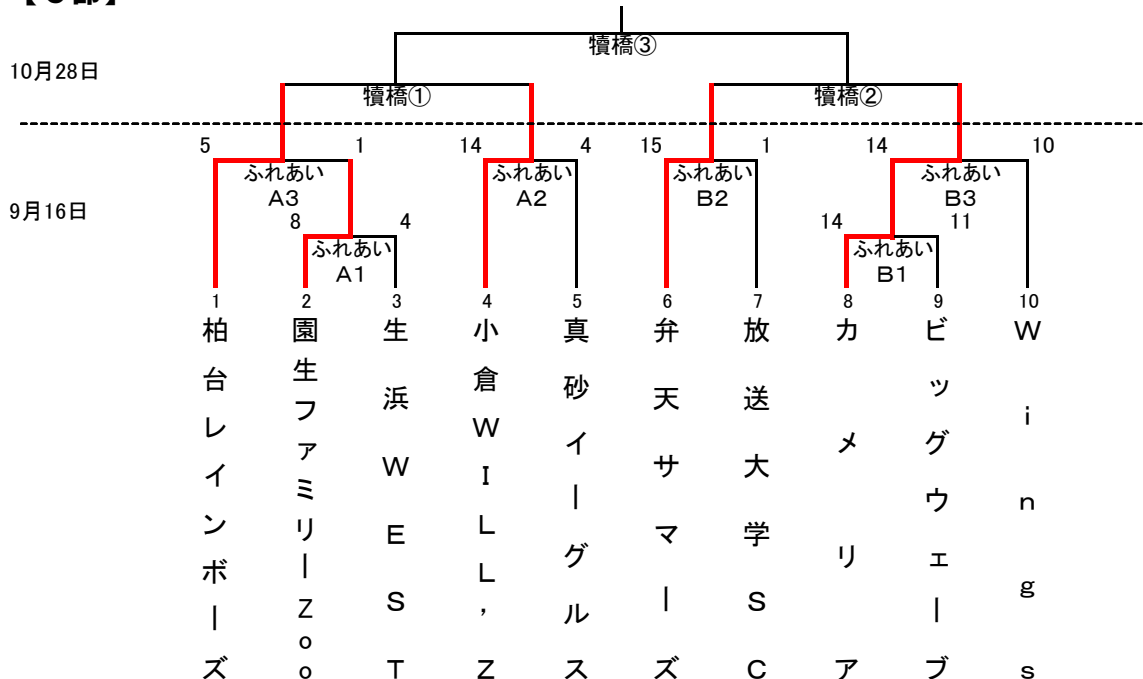 犢橋③
10月28日
犢橋① 犢橋②
5 1 14 4 15 1 14 10
ふれあい ふれあい ふれあい ふれあい
A3 A2 B2 B3
9月16日
8 4 14 11
ふれあい ふれあい
A1 B1
1 2 3 4 5 6 7 8 9 10
柏台レインボーズ
園生ファミリーZoo
生浜WEST
小倉WILL'Z
真砂イーグルス
弁天サマーズ
放送大学SC
カメリア
ビッグウェーブ
Wings